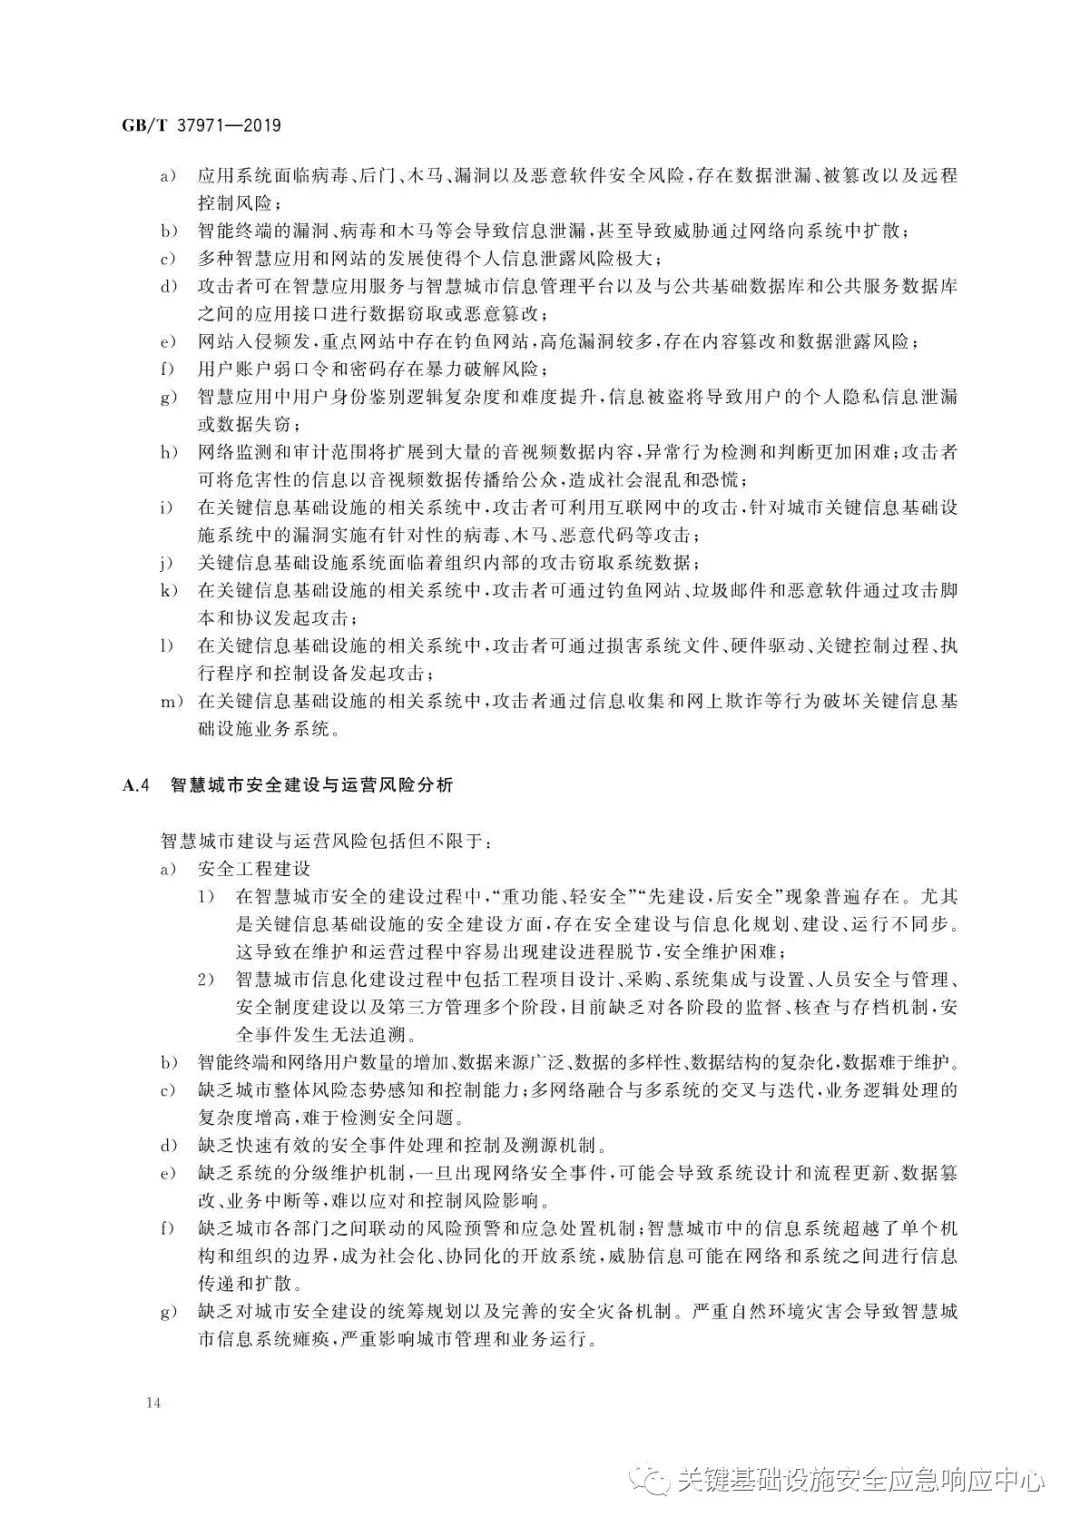 GB/T 37971—2019
a) 应用系统面临病毒、后门、木马、漏洞以及恶意软件安全风险,存在数据泄漏、被篡改以及远程
控制风险;
b) 智能终端的漏洞、病毒和木马等会导致信息泄漏,甚至导致威胁通过网络向系统中扩散;
c) 多种智慧应用和网站的发展使得个人信息泄露风险极大;
d) 攻击者可在智慧应用服务与智慧城市信息管理平台以及与公共基础数据库和公共服务数据库
之间的应用接口进行数据窃取或恶意篡改;
e) 网站入侵频发,重点网站中存在钓鱼网站,高危漏洞较多,存在内容篡改和数据泄露风险;
f) 用户账户弱口令和密码存在暴力破解风险;
g) 智慧应用中用户身份鉴别逻辑复杂度和难度提升,信息被盗将导致用户的个人隐私信息泄漏
或数据失窃;
h) 网络监测和审计范围将扩展到大量的音视频数据内容,异常行为检测和判断更加困难;攻击者
可将危害性的信息以音视频数据传播给公众,造成社会混乱和恐慌;
i) 在关键信息基础设施的相关系统中,攻击者可利用互联网中的攻击,针对城市关键信息基础设
施系统中的漏洞实施有针对性的病毒、木马、恶意代码等攻击;
j) 关键信息基础设施系统面临着组织内部的攻击窃取系统数据;
k) 在关键信息基础设施的相关系统中,攻击者可通过钓鱼网站、垃圾邮件和恶意软件通过攻击脚
本和协议发起攻击;
l) 在关键信息基础设施的相关系统中,攻击者可通过损害系统文件、硬件驱动、关键控制过程、执
行程序和控制设备发起攻击;
m) 在关键信息基础设施的相关系统中,攻击者通过信息收集和网上欺诈等行为破坏关键信息基
础设施业务系统。
A.4 智慧城市安全建设与运营风险分析
智慧城市建设与运营风险包括但不限于:
a) 安全工程建设
1) 在智慧城市安全的建设过程中,“重功能、轻安全”“先建设,后安全”现象普遍存在。尤其
是关键信息基础设施的安全建设方面,存在安全建设与信息化规划、建设、运行不同步。
这导致在维护和运营过程中容易出现建设进程脱节,安全维护困难;
2) 智慧城市信息化建设过程中包括工程项目设计、采购、系统集成与设置、人员安全与管理、
安全制度建设以及第三方管理多个阶段,目前缺乏对各阶段的监督、核查与存档机制,安
全事件发生无法追溯。
b) 智能终端和网络用户数量的增加、数据来源广泛、数据的多样性、数据结构的复杂化,数据难于维护。
c) 缺乏城市整体风险态势感知和控制能力;多网络融合与多系统的交叉与迭代,业务逻辑处理的
复杂度增高,难于检测安全问题。
d) 缺乏快速有效的安全事件处理和控制及溯源机制。
e) 缺乏系统的分级维护机制,一旦出现网络安全事件,可能会导致系统设计和流程更新、数据篡
改、业务中断等,难以应对和控制风险影响。
f) 缺乏城市各部门之间联动的风险预警和应急处置机制;智慧城市中的信息系统超越了单个机
构和组织的边界,成为社会化、协同化的开放系统,威胁信息可能在网络和系统之间进行信息
传递和扩散。
g) 缺乏对城市安全建设的统筹规划以及完善的安全灾备机制。严重自然环境灾害会导致智慧城
市信息系统瘫痪,严重影响城市管理和业务运行。
14
关键基础设施安全应急响应中心